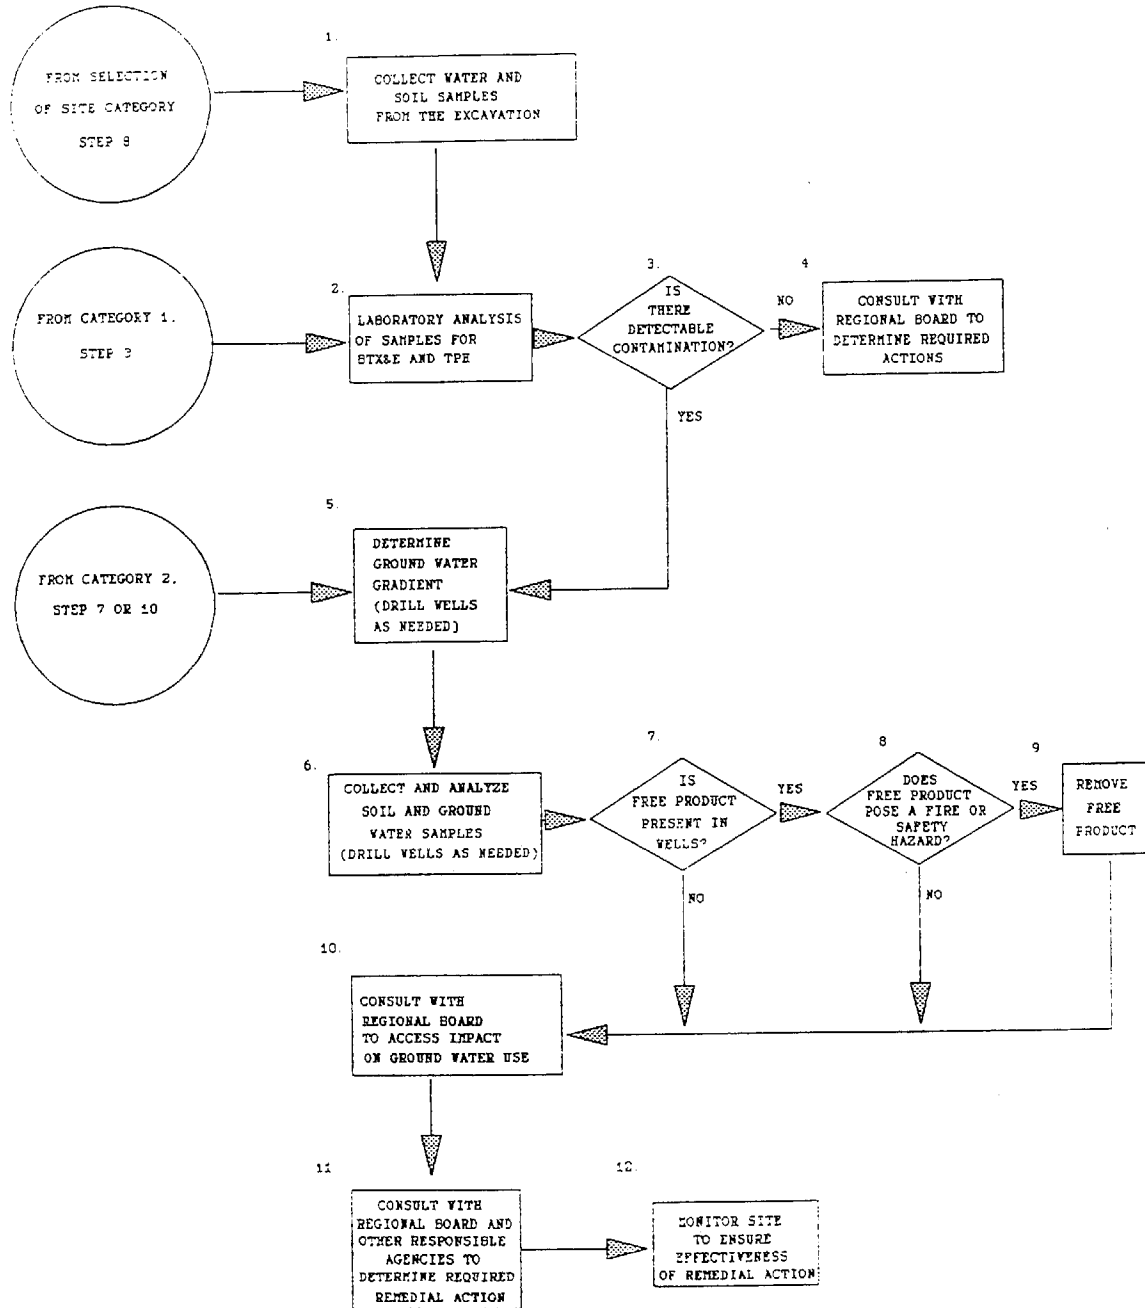 1.
FROM SELECTION
OF SITE CATEGORY
STEP 8
COLLECT WATER AND
SOIL SAMPLES
FROM THE EXCAVATION
FROM CATEGORY 1.
STEP 3
2.
LABORATORY ANALYSIS
OF SAMPLES FOR
BTX&E AND TPH
3.
IS
THERE
DETECTABLE
CONTAMINATION?
NO
YES
4
CONSULT WITH
REGIONAL BOARD TO
DETERMINE REQUIRED
ACTIONS
FROM CATEGORY 2.
STEP 7 OR 10
5.
DETERMINE
GROUND WATER
GRADIENT
(DRILL WELLS
AS NEEDED)
6.
COLLECT AND ANALYZE
SOIL AND GROUND
WATER SAMPLES
(DRILL WELLS AS NEEDED)
7.
IS
FREE PRODUCT
PRESENT IN
WELLS?
YES
NO
8
DOES
FREE PRODUCT
POSE A FIRE OR
SAFETY
HAZARD?
YES
NO
9
REMOVE
FREE
PRODUCT
10.
CONSULT WITH
REGIONAL BOARD
TO ACCESS IMPACT
ON GROUND WATER USE
11
CONSULT WITH
REGIONAL BOARD AND
OTHER RESPONSIBLE
AGENCIES TO
DETERMINE REQUIRED
REMEDIAL ACTION
12.
MONITOR SITE
TO ENSURE
EFFECTIVENESS
OF REMEDIAL ACTION